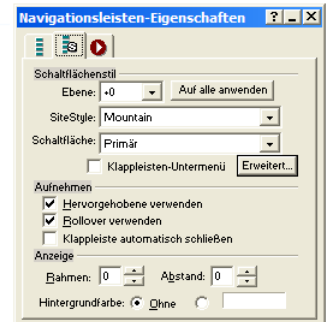 Navigationsleisten-Eigenschaften
Schaltflächenstil
Ebene: +0 Auf alle anwenden
SiteStyle: Mountain
Schaltfläche: Primär
Klappleisten-Untermenü Erweitert...
Aufnehmen
Hervorgehobene verwenden
Rollover verwenden
Klappleiste automatisch schließen
Anzeige
Rahmen: 0 Abstand: 0
Hintergrundfarbe: Ohne